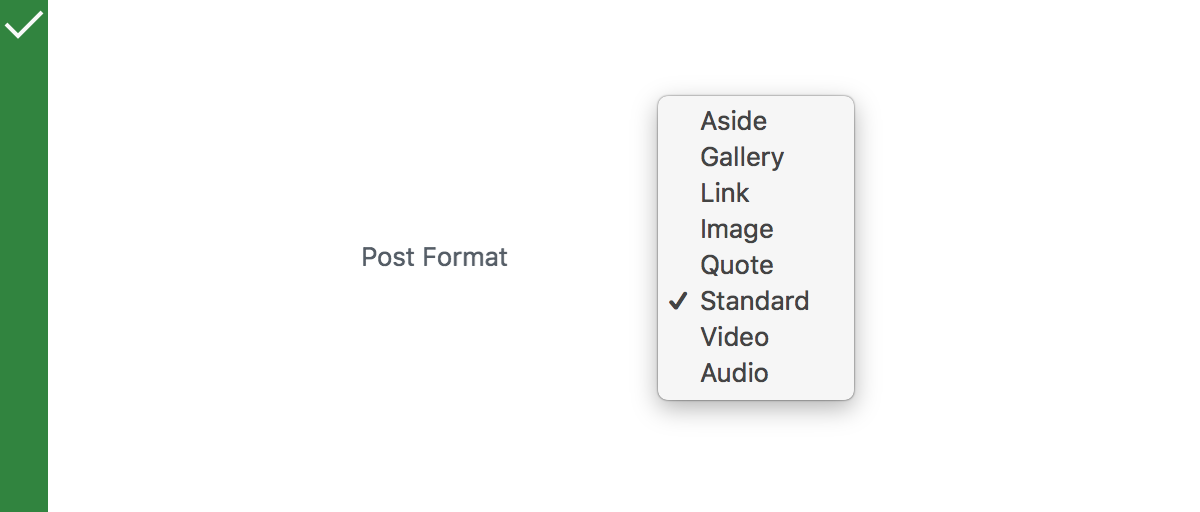 Post Format
Aside
Gallery
Link
Image
Quote
Standard
Video
Audio